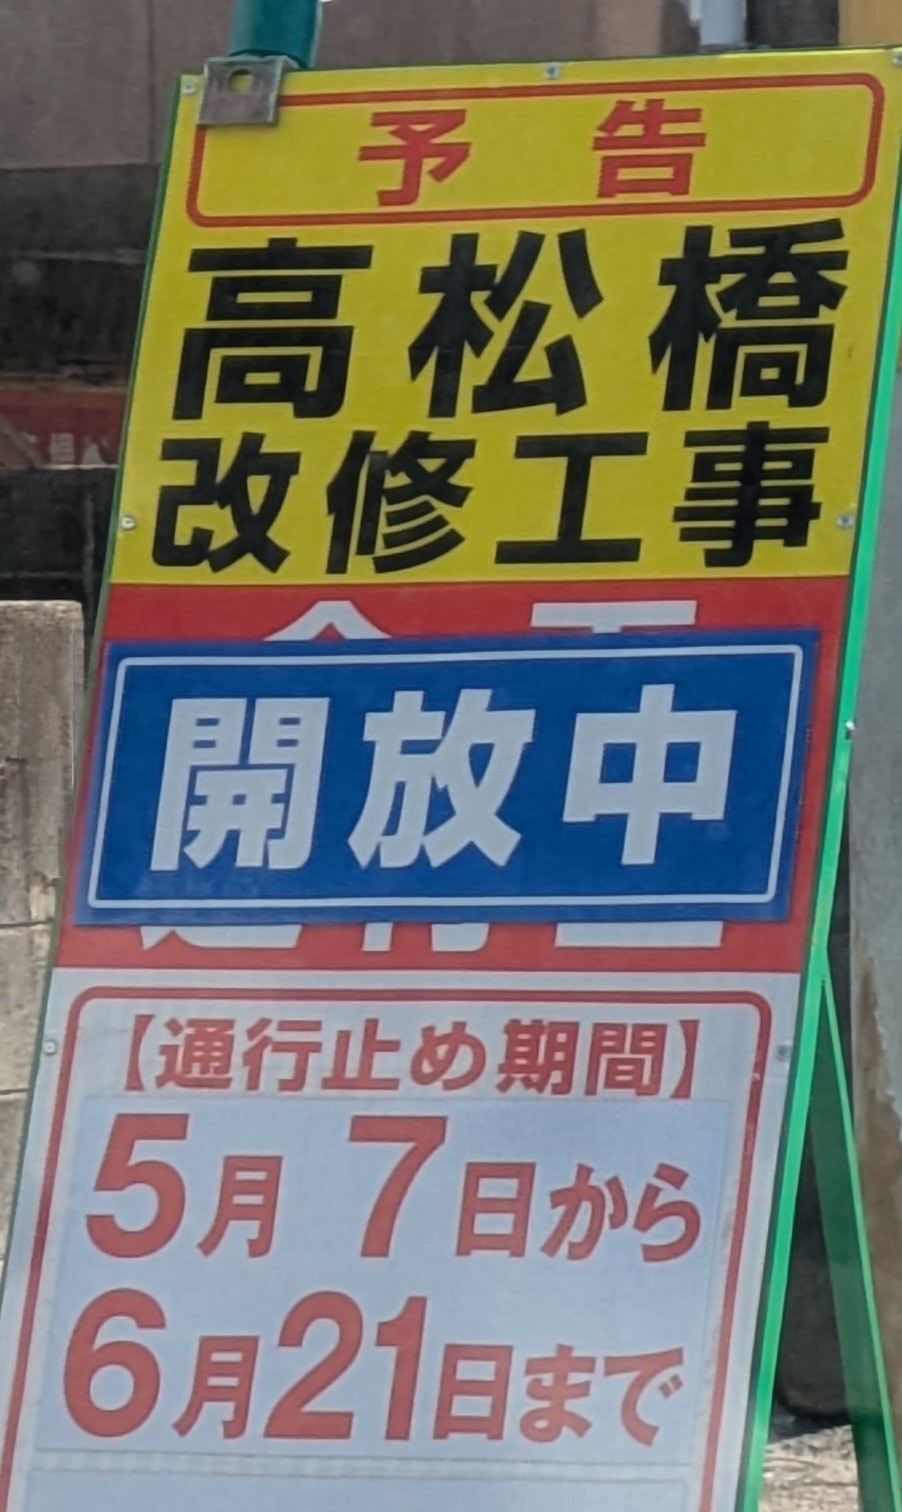 予告
高松橋
改修工事
開放中
【通行止め期間】
5月 7日から
6月21日まで